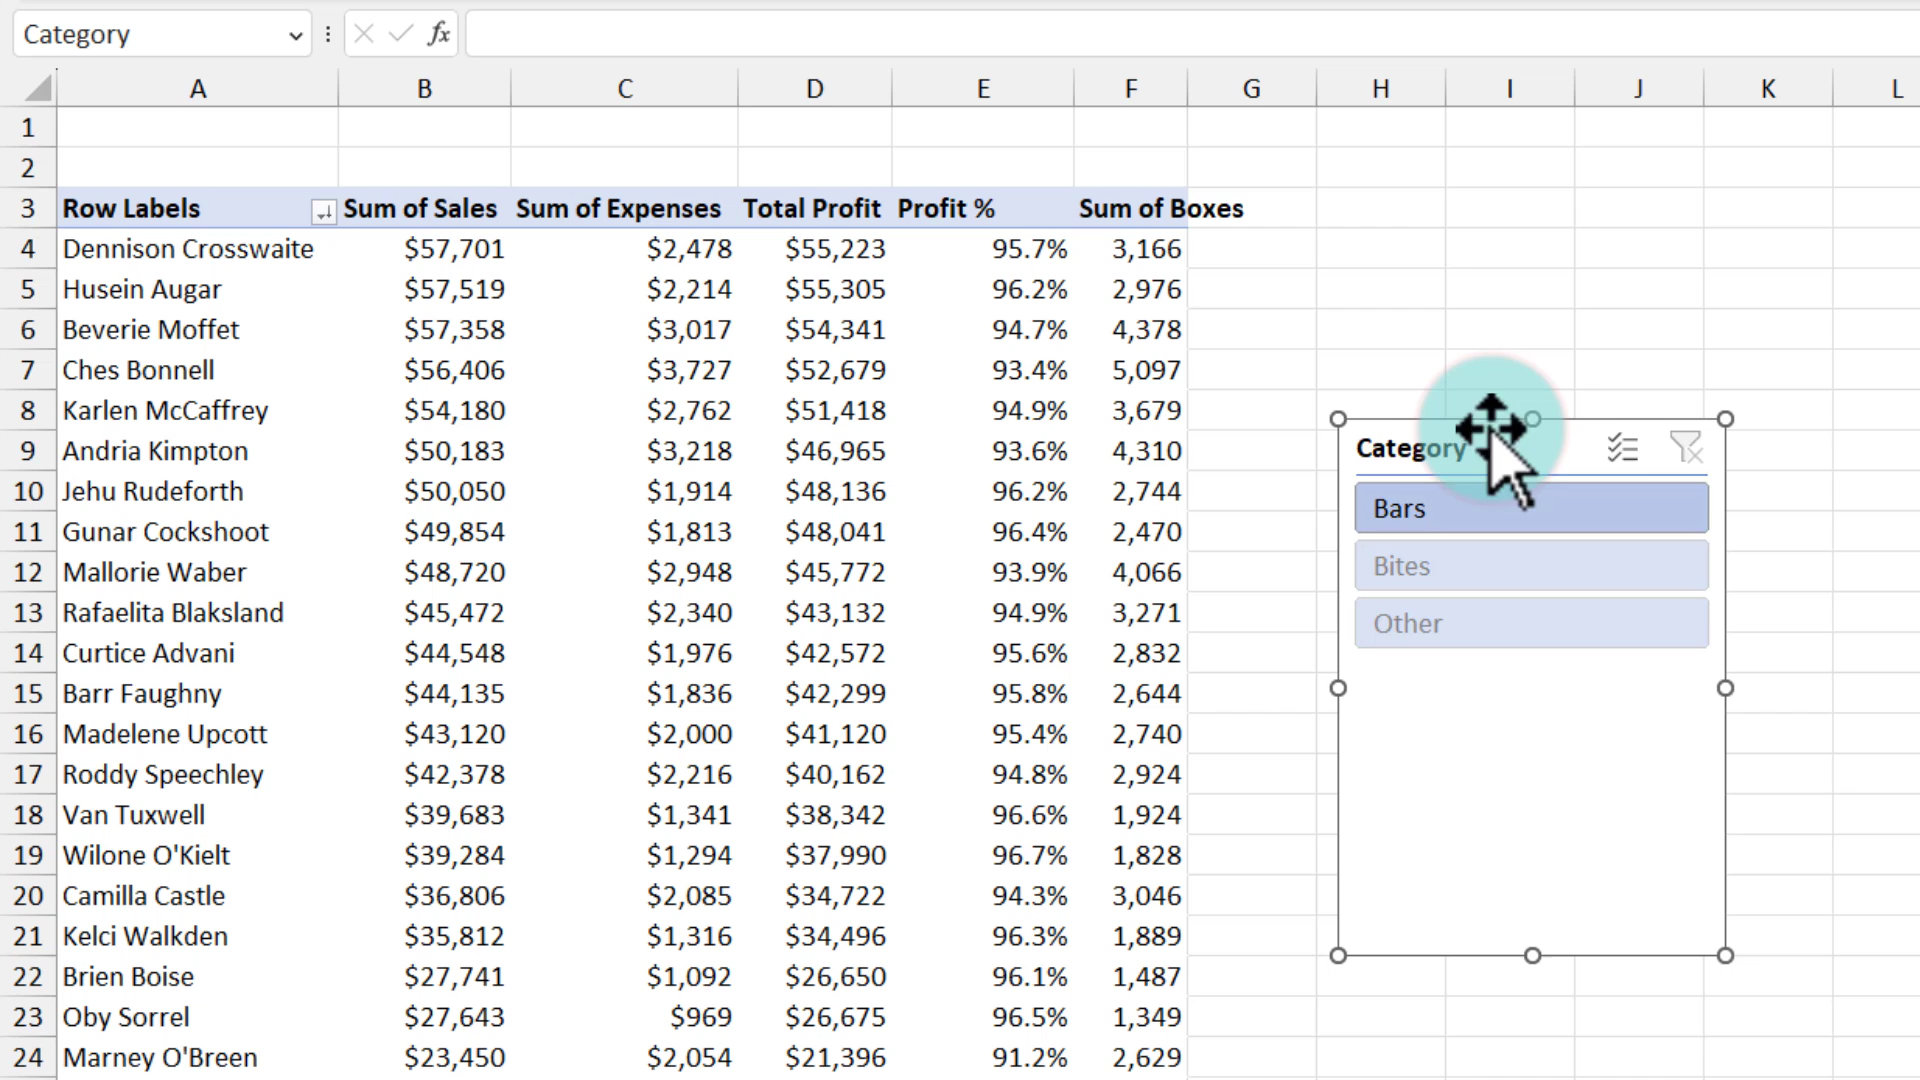 Category fx
A B C D E F G H I J K L
1
2
3 Row Labels Sum of Sales Sum of Expenses Total Profit Profit % Sum of Boxes
4 Dennison Crosswaite $57,701 $2,478 $55,223 95.7% 3,166
5 Husein Augar $57,519 $2,214 $55,305 96.2% 2,976
6 Beverie Moffet $57,358 $3,017 $54,341 94.7% 4,378
7 Ches Bonnell $56,406 $3,727 $52,679 93.4% 5,097
8 Karlen McCaffrey $54,180 $2,762 $51,418 94.9% 3,679
9 Andria Kimpton $50,183 $3,218 $46,965 93.6% 4,310
10 Jehu Rudeforth $50,050 $1,914 $48,136 96.2% 2,744
11 Gunar Cockshoot $49,854 $1,813 $48,041 96.4% 2,470
12 Mallorie Waber $48,720 $2,948 $45,772 93.9% 4,066
13 Rafaelita Blaksland $45,472 $2,340 $43,132 94.9% 3,271
14 Curtice Advani $44,548 $1,976 $42,572 95.6% 2,832
15 Barr Faughny $44,135 $1,836 $42,299 95.8% 2,644
16 Madelene Upcott $43,120 $2,000 $41,120 95.4% 2,740
17 Roddy Speechley $42,378 $2,216 $40,162 94.8% 2,924
18 Van Tuxwell $39,683 $1,341 $38,342 96.6% 1,924
19 Wilone O'Kielt $39,284 $1,294 $37,990 96.7% 1,828
20 Camilla Castle $36,806 $2,085 $34,722 94.3% 3,046
21 Kelci Walkden $35,812 $1,316 $34,496 96.3% 1,889
22 Brien Boise $27,741 $1,092 $26,650 96.1% 1,487
23 Oby Sorrel $27,643 $969 $26,675 96.5% 1,349
24 Marney O'Breen $23,450 $2,054 $21,396 91.2% 2,629
Category
Bars
Bites
Other